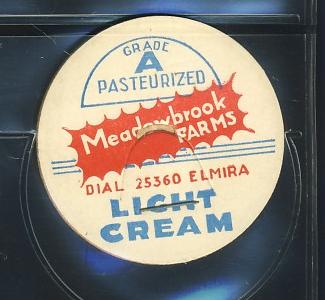 GRADE
A
PASTEURIZED
Meadowbrook
FARMS
DIAL 25360 ELMIRA
LIGHT
CREAM